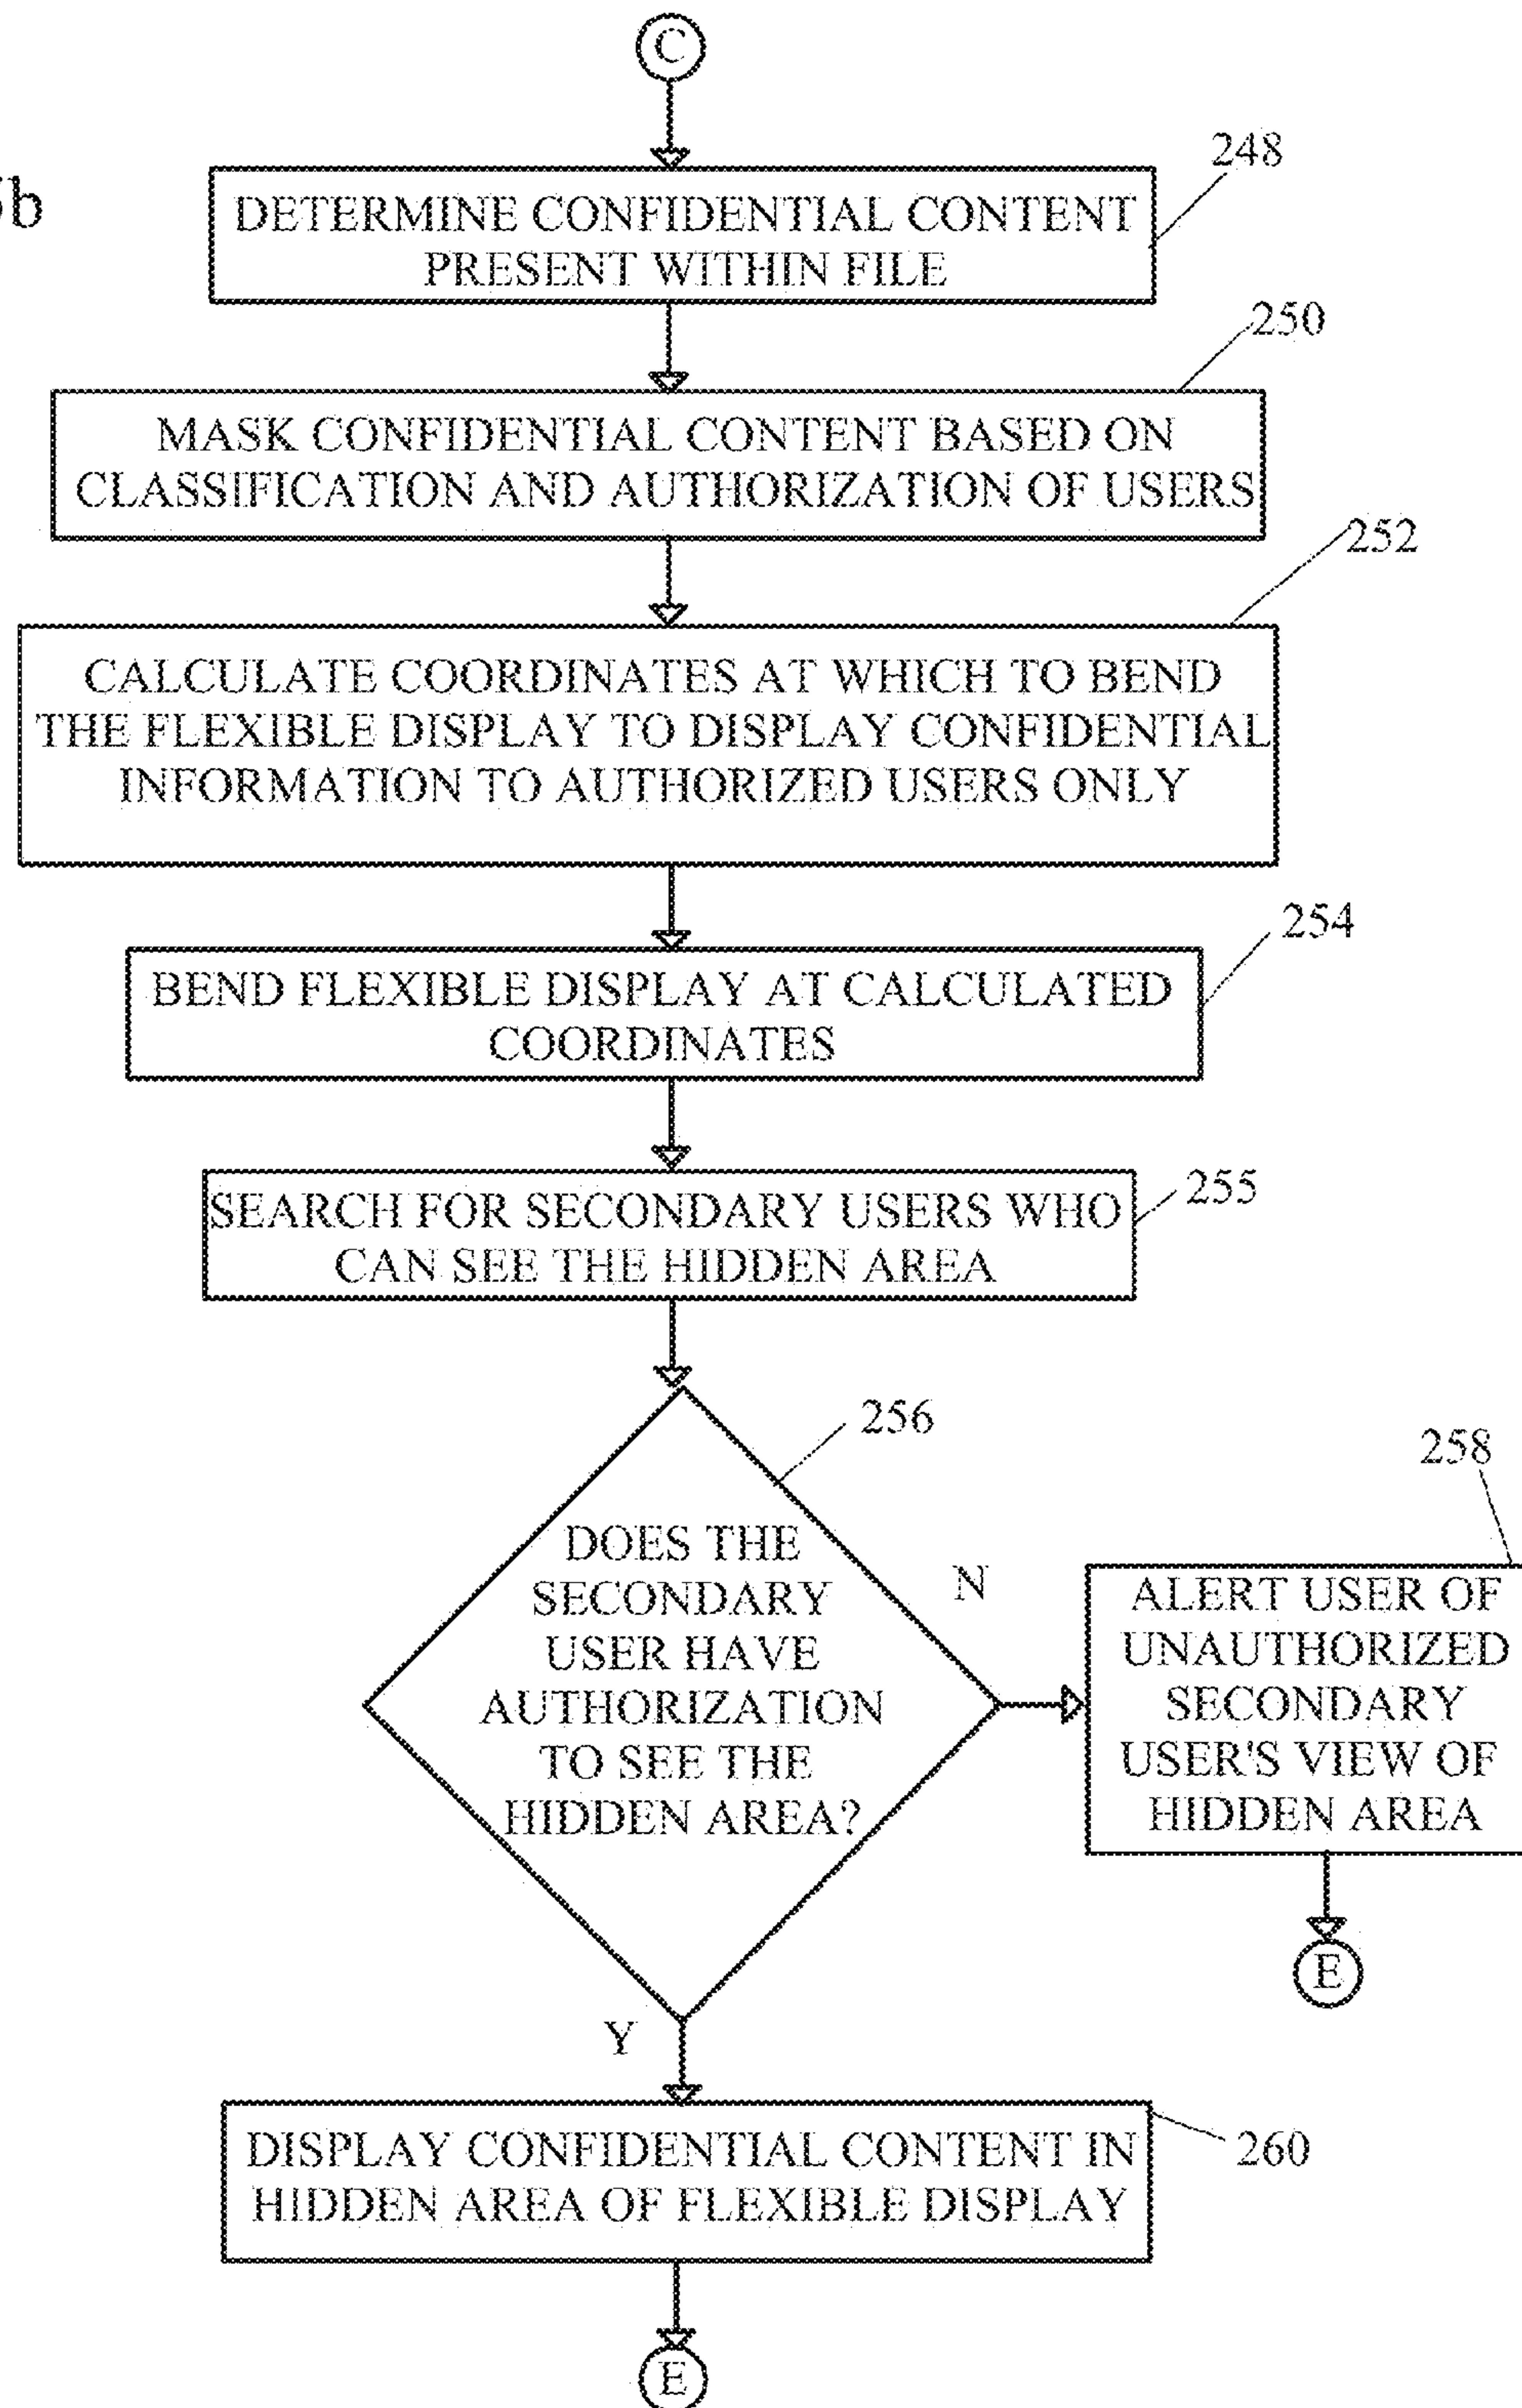 C
248
5b
DETERMINE CONFIDENTIAL CONTENT
PRESENT WITHIN FILE
250
MASK CONFIDENTIAL CONTENT BASED ON
CLASSIFICATION AND AUTHORIZATION OF USERS
252
CALCULATE COORDINATES AT WHICH TO BEND
THE FLEXIBLE DISPLAY TO DISPLAY CONFIDENTIAL
INFORMATION TO AUTHORIZED USERS ONLY
254
BEND FLEXIBLE DISPLAY AT CALCULATED
COORDINATES
255
SEARCH FOR SECONDARY USERS WHO
CAN SEE THE HIDDEN AREA
256
DOES THE
SECONDARY
USER HAVE
AUTHORIZATION
TO SEE THE
HIDDEN AREA?
N
258
ALERT USER OF
UNAUTHORIZED
SECONDARY
USER'S VIEW OF
HIDDEN AREA
E
Y
260
DISPLAY CONFIDENTIAL CONTENT IN
HIDDEN AREA OF FLEXIBLE DISPLAY
E